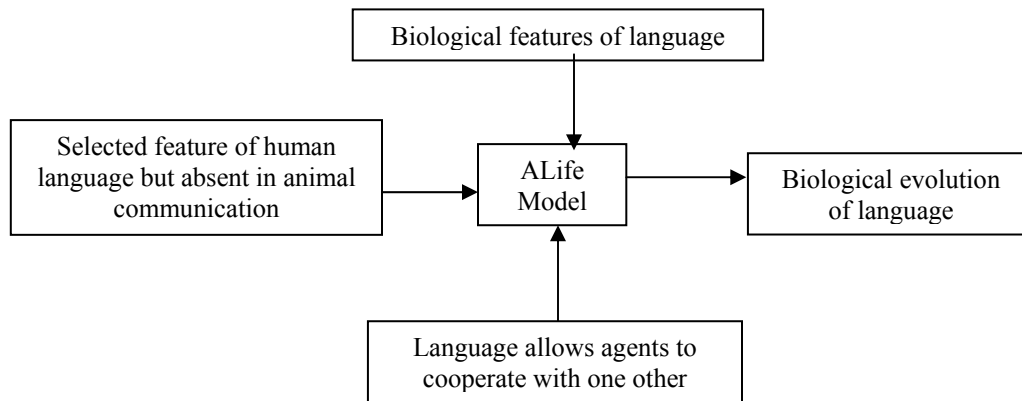 Biological features of language
Selected feature of human
language but absent in animal
communication
ALife
Model
Biological evolution
of language
Language allows agents to
cooperate with one other